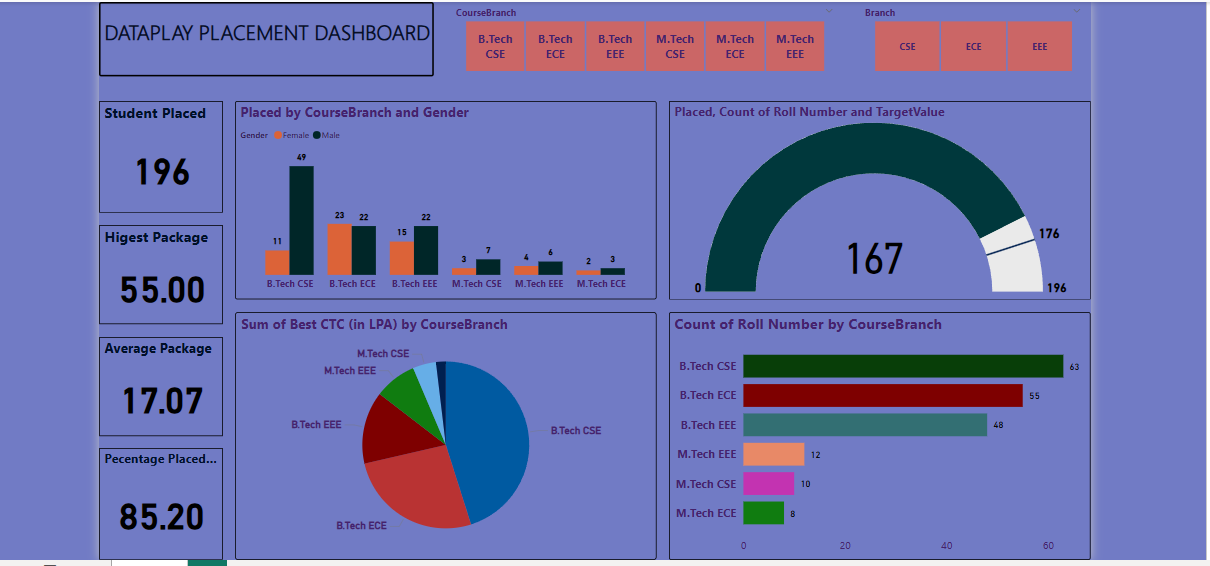 DATAPLAY PLACEMENT DASHBOARD
CourseBranch
B.Tech CSE
B.Tech ECE
B.Tech EEE
M.Tech CSE
M.Tech ECE
M.Tech EEE
Branch
CSE
ECE
EEE
Student Placed
196
Higest Package
55.00
Average Package
17.07
Pecentage Placed...
85.20
Placed by CourseBranch and Gender
Gender Female Male
49
11
23
22
15
22
3
7
4
6
2
3
B.Tech CSE
B.Tech ECE
B.Tech EEE
M.Tech CSE
M.Tech EEE
M.Tech ECE
Placed, Count of Roll Number and TargetValue
167
176
0
196
Sum of Best CTC (in LPA) by CourseBranch
M.Tech CSE
M.Tech EEE
B.Tech EEE
B.Tech CSE
B.Tech ECE
Count of Roll Number by CourseBranch
B.Tech CSE 63
B.Tech ECE 55
B.Tech EEE 48
M.Tech EEE 12
M.Tech CSE 10
M.Tech ECE 8
0 20 40 60